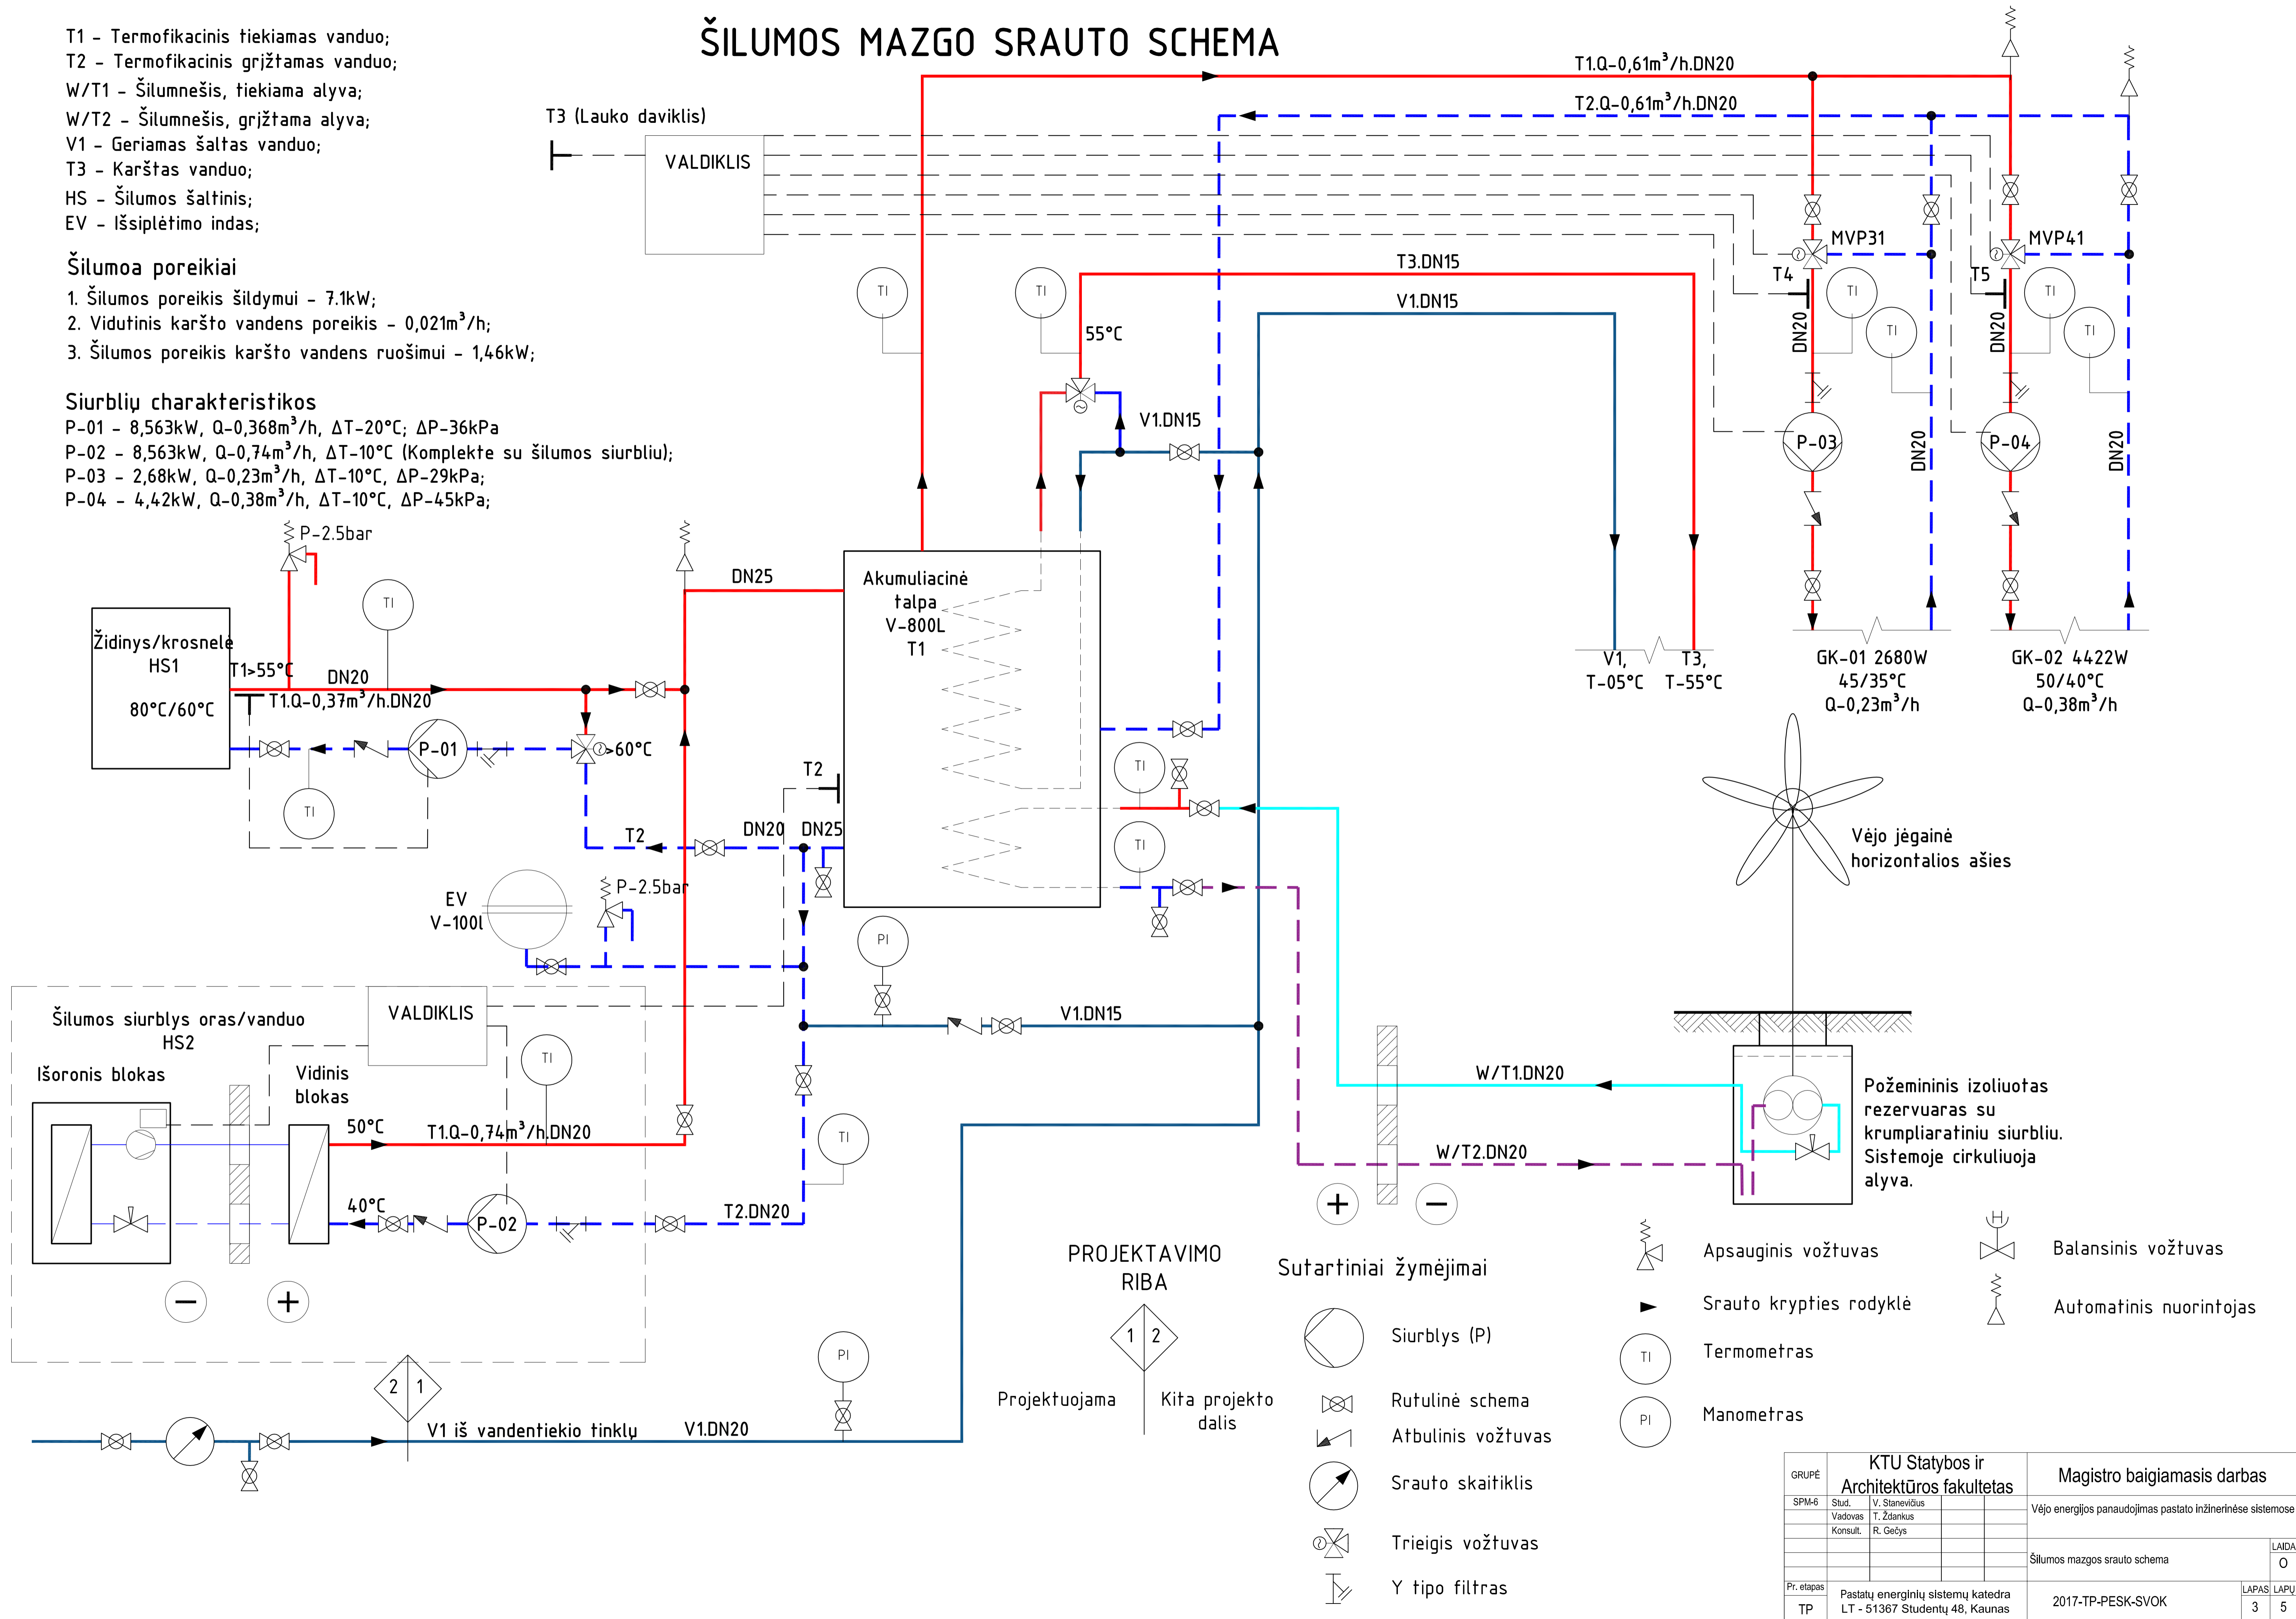 ŠILUMOS MAZGO SRAUTO SCHEMA
T1 - Termofikacinis tiekiamas vanduo;
T2 - Termofikacinis grįžtamas vanduo;
W/T1 - Šilumnešis, tiekiama alyva;
W/T2 - Šilumnešis, grįžtama alyva;
V1 - Geriamas šaltas vanduo;
T3 - Karštas vanduo;
HS - Šilumos šaltinis;
EV - Išsiplėtimo indas;
Šilumoa poreikiai
1. Šilumos poreikis šildymui - 7.1kW;
2. Vidutinis karšto vandens poreikis - 0,021m³/h;
3. Šilumos poreikis karšto vandens ruošimui - 1,46kW;
Siurblių charakteristikos
P-01 - 8,563kW, Q-0,368m³/h, ΔT-20°C; ΔP-36kPa
P-02 - 8,563kW, Q-0,74m³/h, ΔT-10°C (Komplekte su šilumos siurbliu);
P-03 - 2,68kW, Q-0,23m³/h, ΔT-10°C, ΔP-29kPa;
P-04 - 4,42kW, Q-0,38m³/h, ΔT-10°C, ΔP-45kPa;
T3 (Lauko daviklis)
VALDIKLIS
T1.Q-0,61m³/h.DN20
T2.Q-0,61m³/h.DN20
T3.DN15
V1.DN15
TI
TI
55°C
V1.DN15
MVP31
MVP41
T4
T5
TI
TI
TI
TI
DN20
DN20
P-03
P-04
DN20
DN20
V1,
T-05°C
T3,
T-55°C
GK-01 2680W
45/35°C
Q-0,23m³/h
GK-02 4422W
50/40°C
Q-0,38m³/h
P-2.5bar
TI
DN25
Židinys/krosnelė
HS1
80°C/60°C
T1>55°C
DN20
T1.Q-0,37m³/h.DN20
P-01
>60°C
TI
Akumuliacinė
talpa
V-800L
T1
T2
TI
TI
T2
DN20
DN25
EV
V-100l
P-2.5bar
PI
V1.DN15
Vėjo jėgainė
horizontalios ašies
Šilumos siurblys oras/vanduo
HS2
VALDIKLIS
Išoronis blokas
Vidinis
blokas
TI
50°C
T1.Q-0,74m³/h.DN20
TI
40°C
P-02
T2.DN20
W/T1.DN20
W/T2.DN20
+
−
Požemininis izoliuotas
rezervuaras su
krumpliaratiniu siurbliu.
Sistemoje cirkuliuoja
alyva.
−
+
2 1
V1 iš vandentiekio tinklų
V1.DN20
PI
PROJEKTAVIMO
RIBA
1 2
Projektuojama
Kita projekto
dalis
Sutartiniai žymėjimai
Siurblys (P)
Rutulinė schema
Atbulinis vožtuvas
Srauto skaitiklis
Trieigis vožtuvas
Y tipo filtras
Apsauginis vožtuvas
Srauto krypties rodyklė
TI
Termometras
PI
Manometras
Balansinis vožtuvas
Automatinis nuorintojas
GRUPĖ
KTU Statybos ir
Architektūros fakultetas
Magistro baigiamasis darbas
SPM-6
Stud.
V. Stanevičius
Vadovas
T. Ždankus
Konsult.
R. Gečys
Vėjo energijos panaudojimas pastato inžinerinėse sistemose
Šilumos mazgos srauto schema
LAIDA
O
Pr. etapas
TP
Pastatų energinių sistemų katedra
LT - 51367 Studentų 48, Kaunas
2017-TP-PESK-SVOK
LAPAS
3
LAPŲ
5